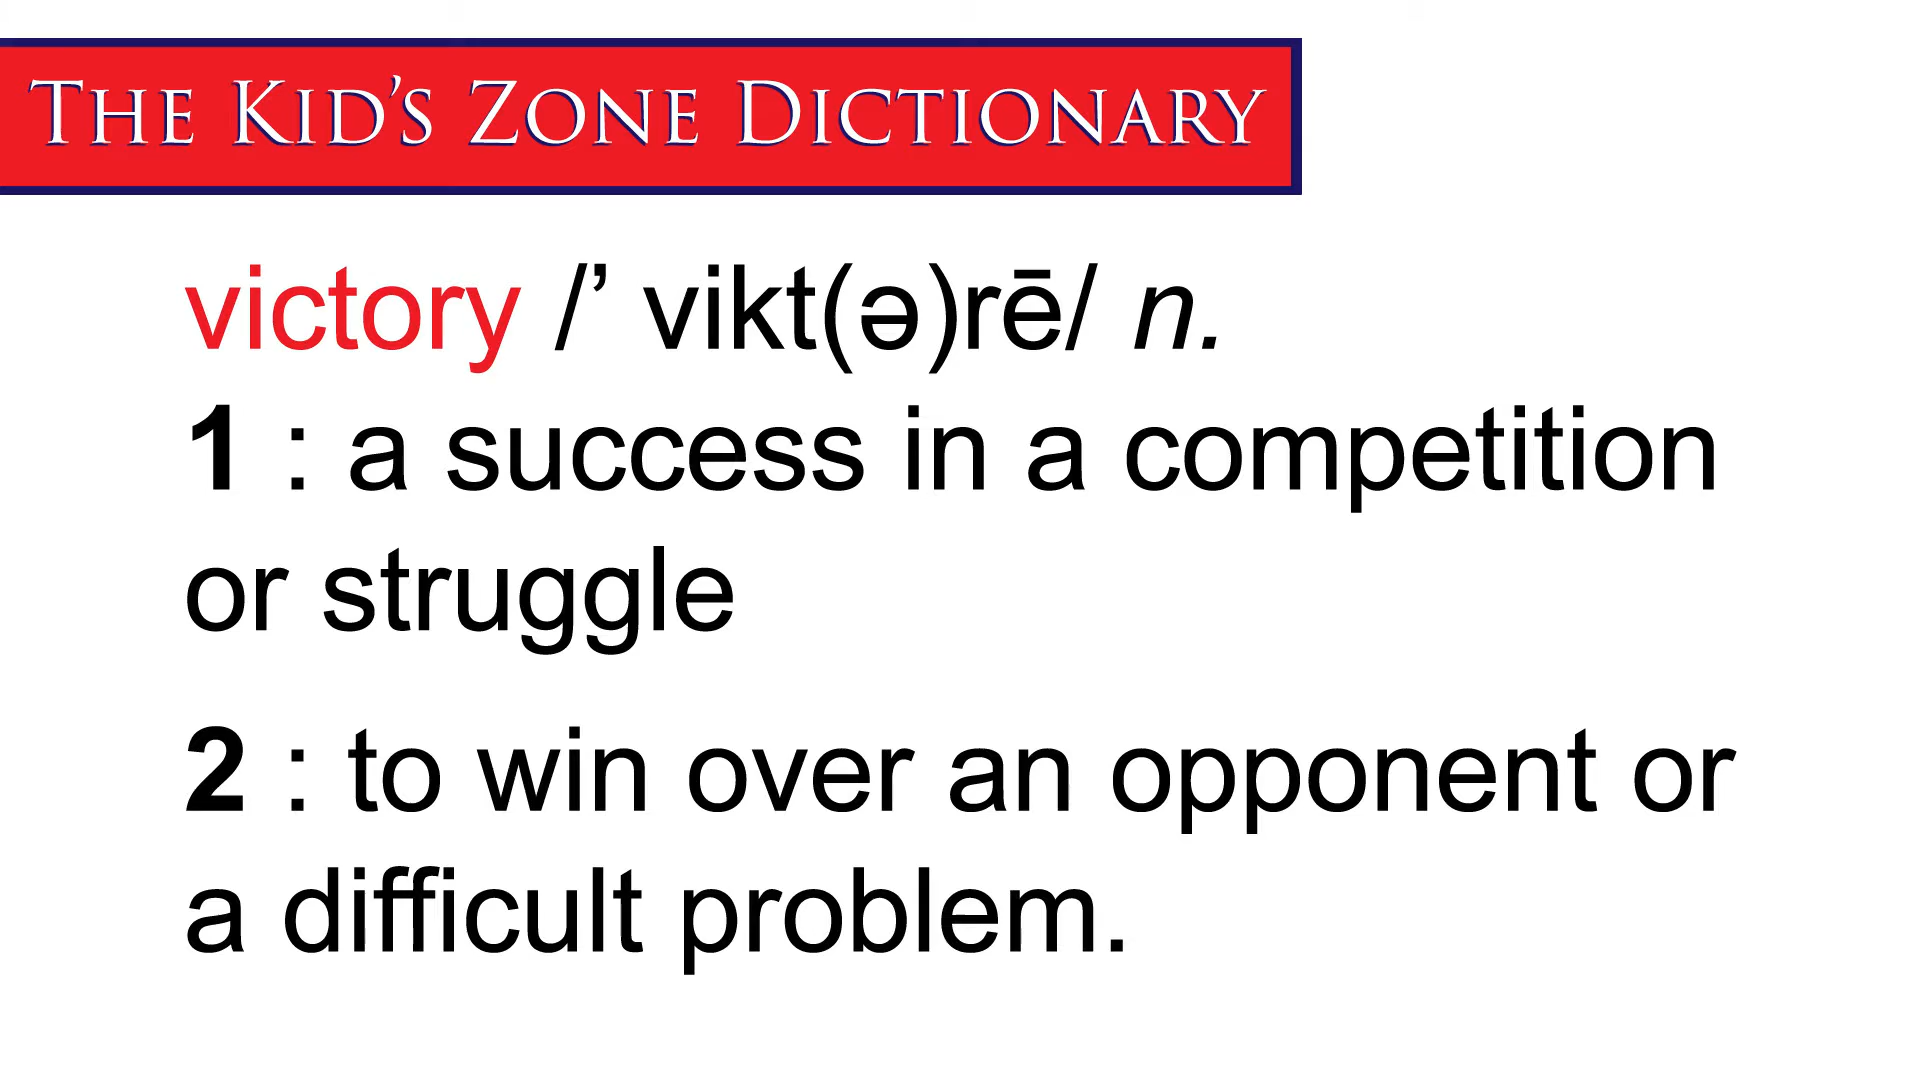 THE KID’S ZONE DICTIONARY
victory /’ vikt(ə)rē/ n.
1 : a success in a competition
or struggle
2 : to win over an opponent or
a difficult problem.